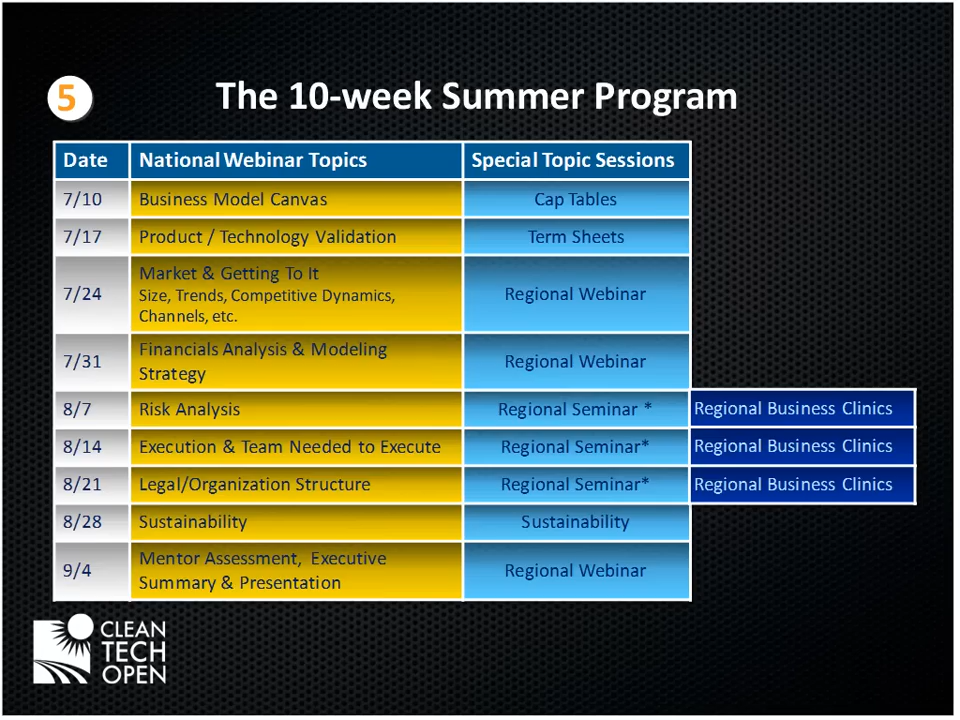 5
The 10-week Summer Program
Date National Webinar Topics Special Topic Sessions
7/10 Business Model Canvas Cap Tables
7/17 Product / Technology Validation Term Sheets
Market & Getting To It
7/24 Size, Trends, Competitive Dynamics, Regional Webinar
Channels, etc.
Financials Analysis & Modeling
7/31 Regional Webinar
Strategy
8/7 Risk Analysis Regional Seminar * Regional Business Clinics
8/14 Execution & Team Needed to Execute Regional Seminar* Regional Business Clinics
8/21 Legal/Organization Structure Regional Seminar* Regional Business Clinics
8/28 Sustainability Sustainability
Mentor Assessment, Executive
9/4 Regional Webinar
Summary & Presentation
CLEAN
TECH
OPEN